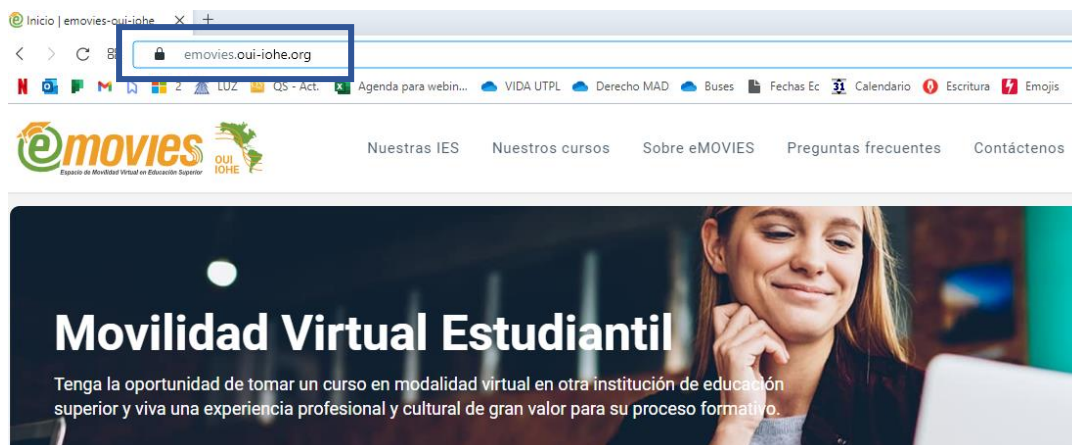 Inicio | emovies-oui-iohe
emovies.oui-iohe.org
2 LUZ QS - Act. Agenda para webin... VIDA UTPL Derecho MAD Buses Fechas Ec 31 Calendario Escritura Emojis
emovies OUI
IOHE
Espacio de Movilidad Virtual en Educación Superior
Nuestras IES Nuestros cursos Sobre eMOVIES Preguntas frecuentes Contáctenos
Movilidad Virtual Estudiantil
Tenga la oportunidad de tomar un curso en modalidad virtual en otra institución de educación
superior y viva una experiencia profesional y cultural de gran valor para su proceso formativo.